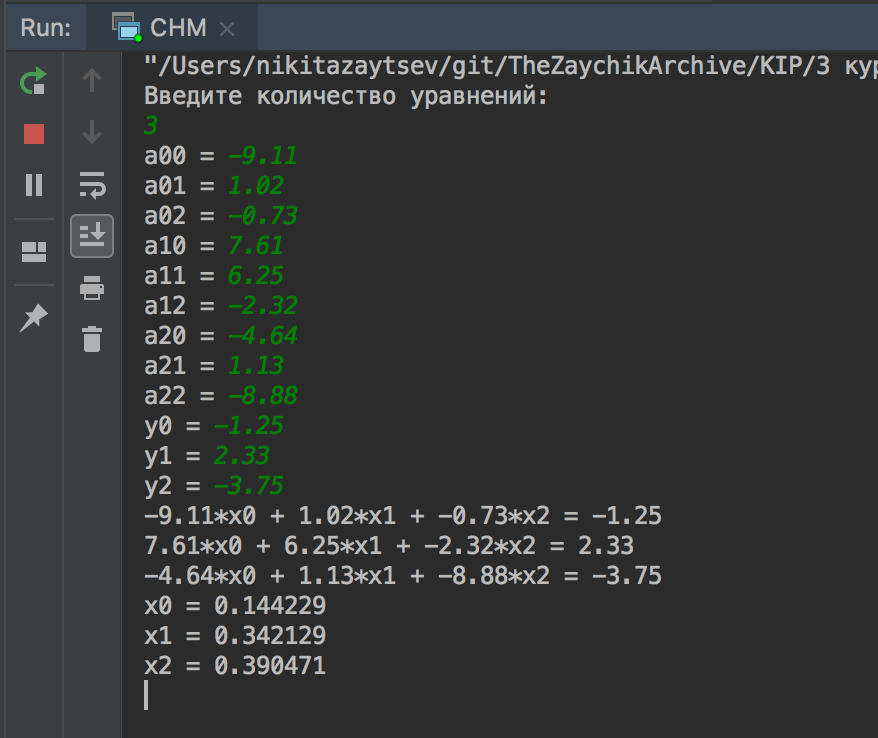 Run: CHM
"/Users/nikitazaytsev/git/TheZaychikArchive/KIP/3
Введите количество уравнений:
3
a00 = -9.11
a01 = 1.02
a02 = -0.73
a10 = 7.61
a11 = 6.25
a12 = -2.32
a20 = -4.64
a21 = 1.13
a22 = -8.88
y0 = -1.25
y1 = 2.33
y2 = -3.75
-9.11*x0 + 1.02*x1 + -0.73*x2 = -1.25
7.61*x0 + 6.25*x1 + -2.32*x2 = 2.33
-4.64*x0 + 1.13*x1 + -8.88*x2 = -3.75
x0 = 0.144229
x1 = 0.342129
x2 = 0.390471